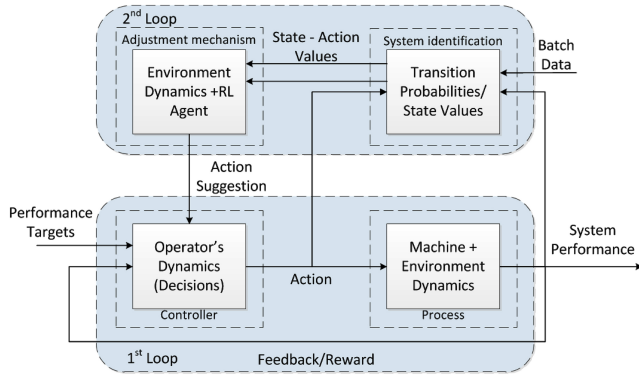 2nd Loop
Adjustment mechanism
State - Action
Values
System identification
Environment
Dynamics +RL
Agent
Transition
Probabilities/
State Values
Batch
Data
Action
Suggestion
Performance
Targets
Operator's
Dynamics
(Decisions)
Controller
Action
Machine +
Environment
Dynamics
Process
System
Performance
1st Loop
Feedback/Reward